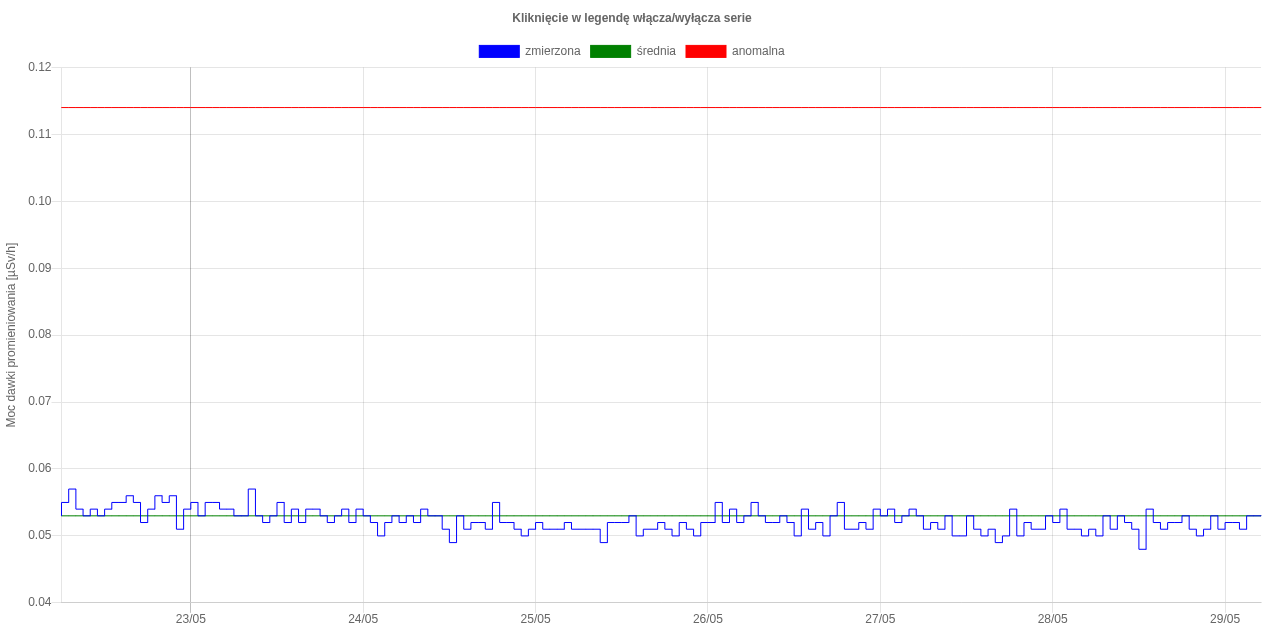 Kliknięcie w legendę włącza/wyłącza serie
zmierzona średnia anomalna
Moc dawki promieniowania [µSv/h]
0.12
0.11
0.10
0.09
0.08
0.07
0.06
0.05
0.04
23/05 24/05 25/05 26/05 27/05 28/05 29/05